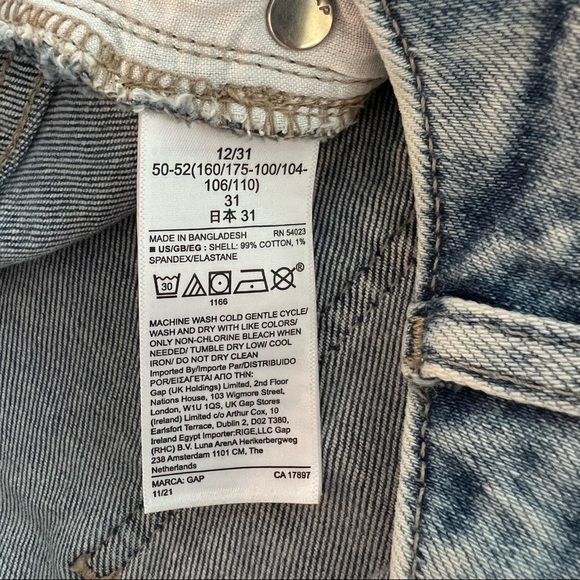 12/31
50-52(160/175-100/104-
106/110)
31
日本 31
MADE IN BANGLADESH RN 54023
■ US/GB/EG : SHELL: 99% COTTON, 1%
SPANDEX/ELASTANE
30
1166
MACHINE WASH COLD GENTLE CYCLE/
WASH AND DRY WITH LIKE COLORS/
ONLY NON-CHLORINE BLEACH WHEN
NEEDED/ TUMBLE DRY LOW/ COOL
IRON/ DO NOT DRY CLEAN
Imported By/Importe Par/DISTRIBUIDO
POR/ΕΙΣΑΓΕΤΑΙ ΑΠΟ:
Gap (UK Holdings) Limited, 2nd Floor
Nations House, 103 Wigmore Street,
London, W1U 1QS, UK Gap Stores
(Ireland) Limited c/o Arthur Cox, 10
Earlsfort Terrace, Dublin 2, D02 T380,
Ireland Egypt Importer:RIGE,LLC Gap
(RHC) B.V. Luna ArenA Herikerbergweg
238 Amsterdam 1101 CM, The
Netherlands
MARCA: GAP CA 17897
11/21